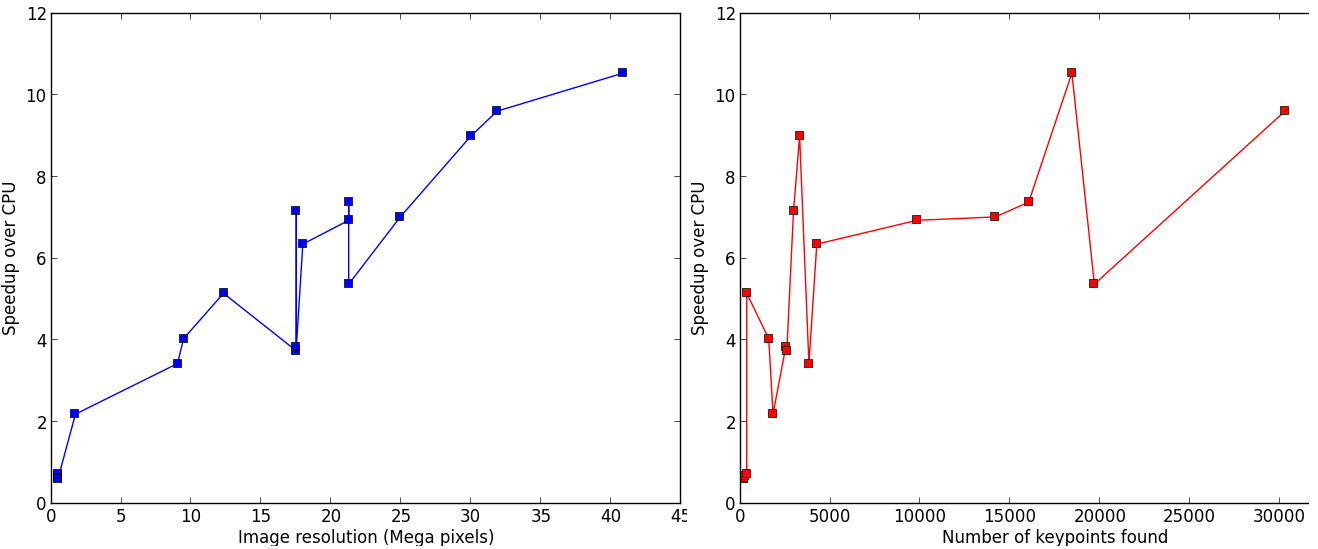 12
10
8
6
4
2
0
Speedup over CPU
0 5 10 15 20 25 30 35 40 45
Image resolution (Mega pixels)
12
10
8
6
4
2
0
Speedup over CPU
0 5000 10000 15000 20000 25000 30000
Number of keypoints found